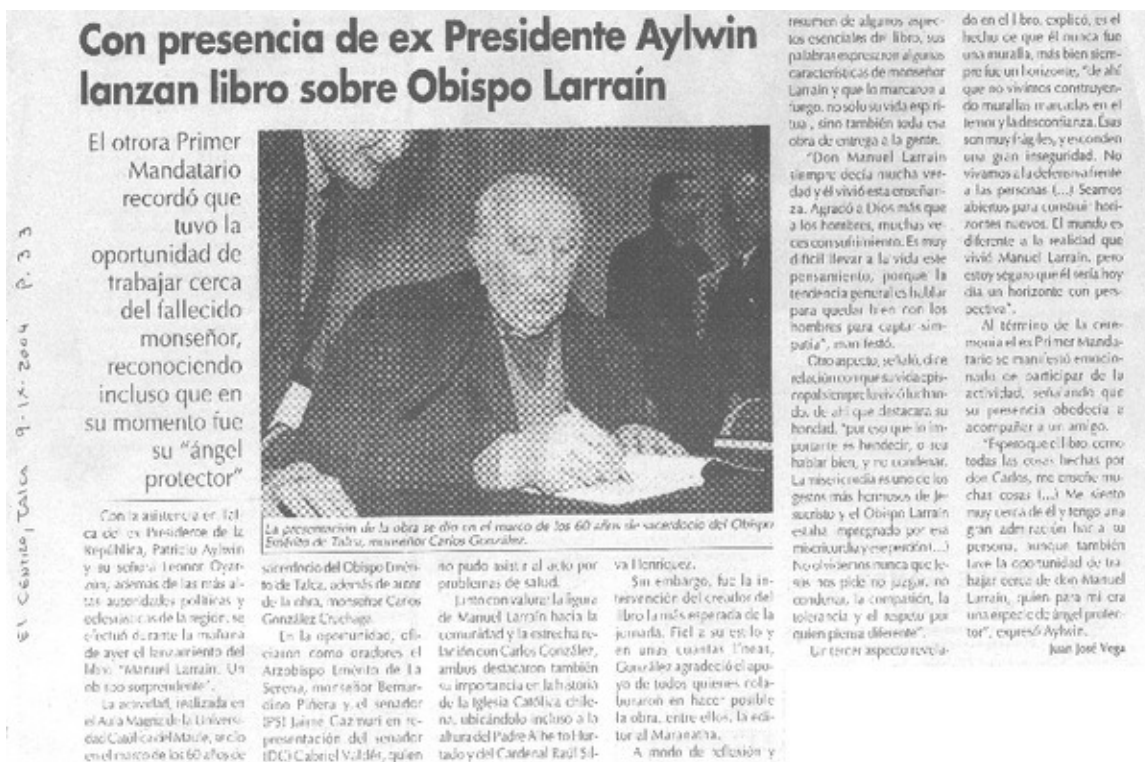 Con presencia de ex Presidente Aylwin
lanzan libro sobre Obispo Larraín
El otrora Primer
Mandatario
recordó que
tuvo la
oportunidad de
trabajar cerca
del fallecido
monseñor,
reconociendo
incluso que en
su momento fue
su “ángel
protector”
La presentación de la obra se dio en el marco de los 60 años de sacerdocio del Obispo
Emérito de Talca, monseñor Carlos González.
Con la asistencia en Tal-
ca del ex Presidente de la
República, Patricio Aylwin
y su señora Leonor Oyar-
zún, además de las más al-
tas autoridades políticas y
eclesiásticas de la región, se
efectuó durante la mañana
de ayer el lanzamiento del
libro “Manuel Larraín. Un
obispo sorprendente”.
La actividad, realizada en
el Aula Magna de la Univer-
sidad Católica del Maule, se dio
en el marco de los 60 años de
sacerdocio del Obispo Emé-
rito de Talca, además de autor
de la obra, monseñor Carlos
González Cruchaga.
En la oportunidad, ofi-
ciaron como oradores el
Arzobispo Emérito de La
Serena, monseñor Bernar-
dino Piñera y el senador
(PS) Jaime Gazmuri en re-
presentación del senador
(DC) Gabriel Valdés, quien
no pudo asistir al acto por
problemas de salud.
Junto con valorar la figura
de Manuel Larraín hacia la
comunidad y la estrecha re-
lación con Carlos González,
ambos destacaron también
su importancia en la historia
de la Iglesia Católica chile-
na, ubicándolo incluso a la
altura del Padre Alberto Hur-
tado y del Cardenal Raúl Sil-
va Henríquez.
Sin embargo, fue la in-
tervención del creador del
libro la más esperada de la
jornada. Fiel a su estilo y
en unas cuantas líneas,
González agradeció el apo-
yo de todos quienes cola-
boraron en hacer posible
la obra, entre ellos, la edi-
torial Maranatha.
A modo de reflexión y
resumen de algunos aspec-
tos esenciales del libro, sus
palabras expresaron algunas
características de monseñor
Larraín y que lo marcaron a
fuego, no sólo su vida espiri-
tual, sino también toda esa
obra de entrega a la gente.
“Don Manuel Larraín
siempre decía mucha ver-
dad y él vivió esta enseñan-
za. Agradó a Dios más que
a los hombres, muchas ve-
ces con sufrimiento. Es muy
difícil llevar a la vida este
pensamiento, porque la
tendencia general es hablar
para quedar bien con los
hombres para captar sim-
patía”, manifestó.
Otro aspecto, señaló, dice
relación con que su vida epis-
copal siempre la vivió luchan-
do, de ahí que destacara su
bondad, “por eso que lo im-
portante es bendecir, o sea
hablar bien, y no condenar.
La misericordia es uno de los
gestos más hermosos de Je-
sucristo y el Obispo Larraín
estaba impregnado por esa
misericordia y ese perdón (...)
No olvidemos nunca que Je-
sús nos pide no juzgar, no
condenar, la compasión, la
tolerancia y el respeto por
quien piensa diferente”.
Un tercer aspecto revela-
do en el libro, explicó, es el
hecho de que él nunca fue
una muralla, más bien siem-
pre fue un horizonte, “de ahí
que no vivimos construyen-
do murallas marcadas en el
temor y la desconfianza. Esas
son muy frágiles, y esconden
una gran inseguridad. No
vivamos a la defensiva frente
a las personas (...) Seamos
abiertos para construir hori-
zontes nuevos. El mundo es
diferente a la realidad que
vivió Manuel Larraín, pero
estoy seguro que él sería hoy
día un horizonte con pers-
pectiva”.
Al término de la cere-
monia el ex Primer Manda-
tario se manifestó emocio-
nado de participar de la
actividad, señalando que
su presencia obedecía a
acompañar a un amigo.
“Espero que el libro como
todas las cosas hechas por
don Carlos, me enseñe mu-
chas cosas (...) Me siento
muy cerca de él y tengo una
gran admiración hacia su
persona, aunque también
tuve la oportunidad de tra-
bajar cerca de don Manuel
Larraín, quien para mí era
una especie de ángel protec-
tor”, expresó Aylwin.
Juan José Vega
El Centro, Talca 9-IX-2004 p. 33